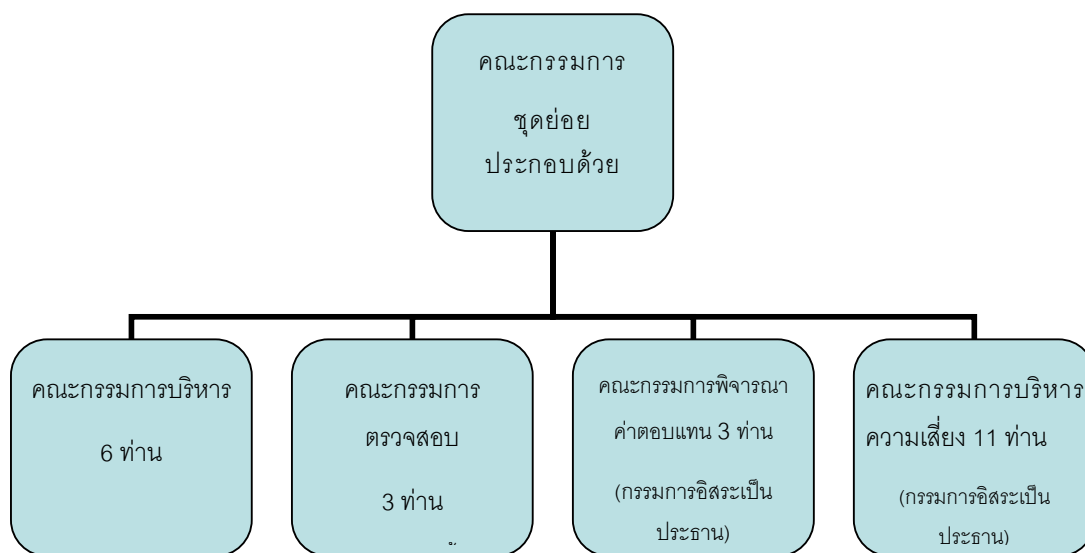 คณะกรรมการ
ชุดย่อย
ประกอบด้วย
คณะกรรมการบริหาร
6 ท่าน
คณะกรรมการ
ตรวจสอบ
3 ท่าน
คณะกรรมการพิจารณา
ค่าตอบแทน 3 ท่าน
(กรรมการอิสระเป็น
ประธาน)
คณะกรรมการบริหาร
ความเสี่ยง 11 ท่าน
(กรรมการอิสระเป็น
ประธาน)